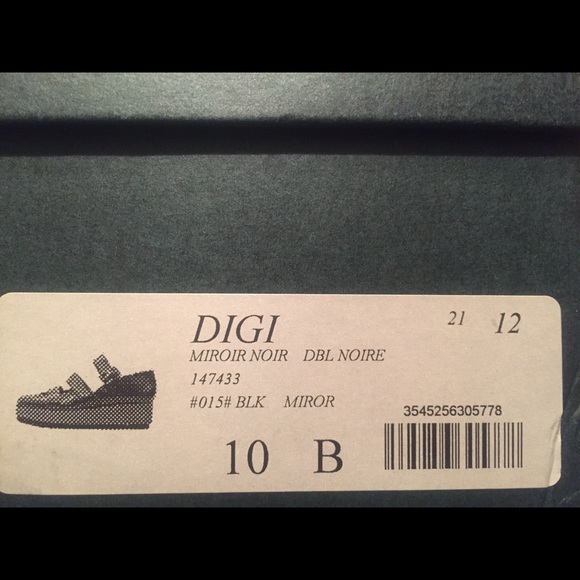 DIGI 21 12
MIROIR NOIR DBL NOIRE
147433
#015# BLK MIROR
3545256305778
10 B